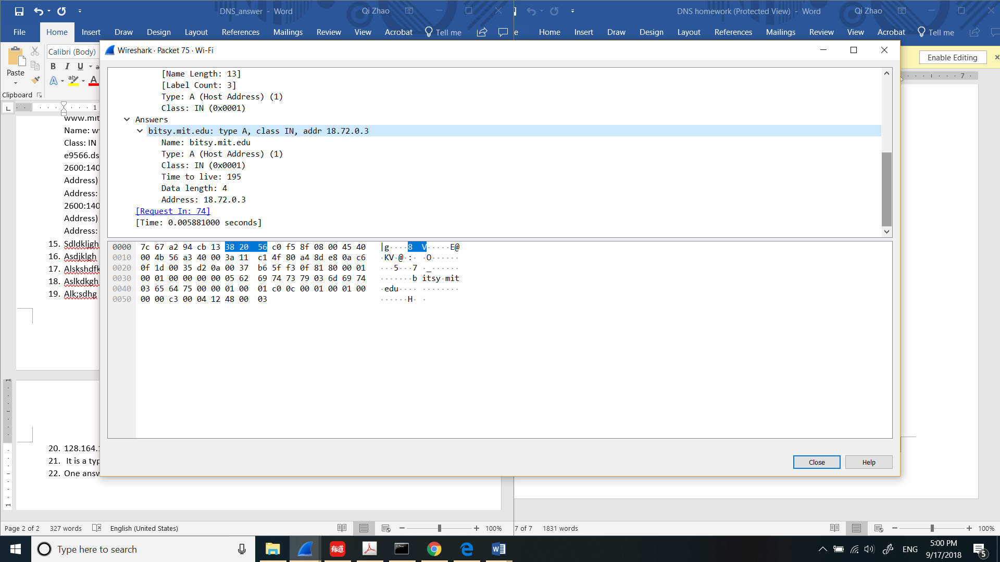 DNS_answer - Word
Qi Zhao
DNS homework (Protected View) - Word
Qi Zhao
File Home Insert Draw Design Layout References Mailings Review View Acrobat Tell me
Home Insert Draw Design Layout References Mailings Review View Acrobat Tell me
Calibri (Body)
Paste
B I U
Clipboard
Enable Editing
Wireshark · Packet 75 · Wi-Fi
[Name Length: 13]
[Label Count: 3]
Type: A (Host Address) (1)
Class: IN (0x0001)
Answers
bitsy.mit.edu: type A, class IN, addr 18.72.0.3
Name: bitsy.mit.edu
Type: A (Host Address) (1)
Class: IN (0x0001)
Time to live: 195
Data length: 4
Address: 18.72.0.3
[Request In: 74]
[Time: 0.005881000 seconds]
0000 7c 67 a2 94 cb 13 38 20 56 c0 f5 8f 08 00 45 40 |g····8 V·····E@
0010 00 4b 56 a3 40 00 3a 11 c1 4f 80 a4 8d e8 0a c6 ·KV·@·:· ·O······
0020 0f 1d 00 35 d2 0a 00 37 b6 5f f3 0f 81 80 00 01 ···5···7 ·_······
0030 00 01 00 00 00 00 05 62 69 74 73 79 03 6d 69 74 ·······b itsy·mit
0040 03 65 64 75 00 00 01 00 01 c0 0c 00 01 00 01 00 ·edu···· ········
0050 00 00 c3 00 04 12 48 00 03 ······H· ·
Close
Help
www.mit
Name: w
Class: IN
e9566.ds
2600:140
Address)
Address:
2600:140
Address)
Address:
15. Sdldkljgh
16. Asdjklgh
17. Alskshdfk
18. Aslkdkgh
19. Alk;sdhg
20. 128.164.1
21. It is a typ
22. One answ
Page 2 of 2 327 words English (United States) 100%
7 of 7 1831 words 100%
Type here to search
有道
ENG
5:00 PM
9/17/2018
5